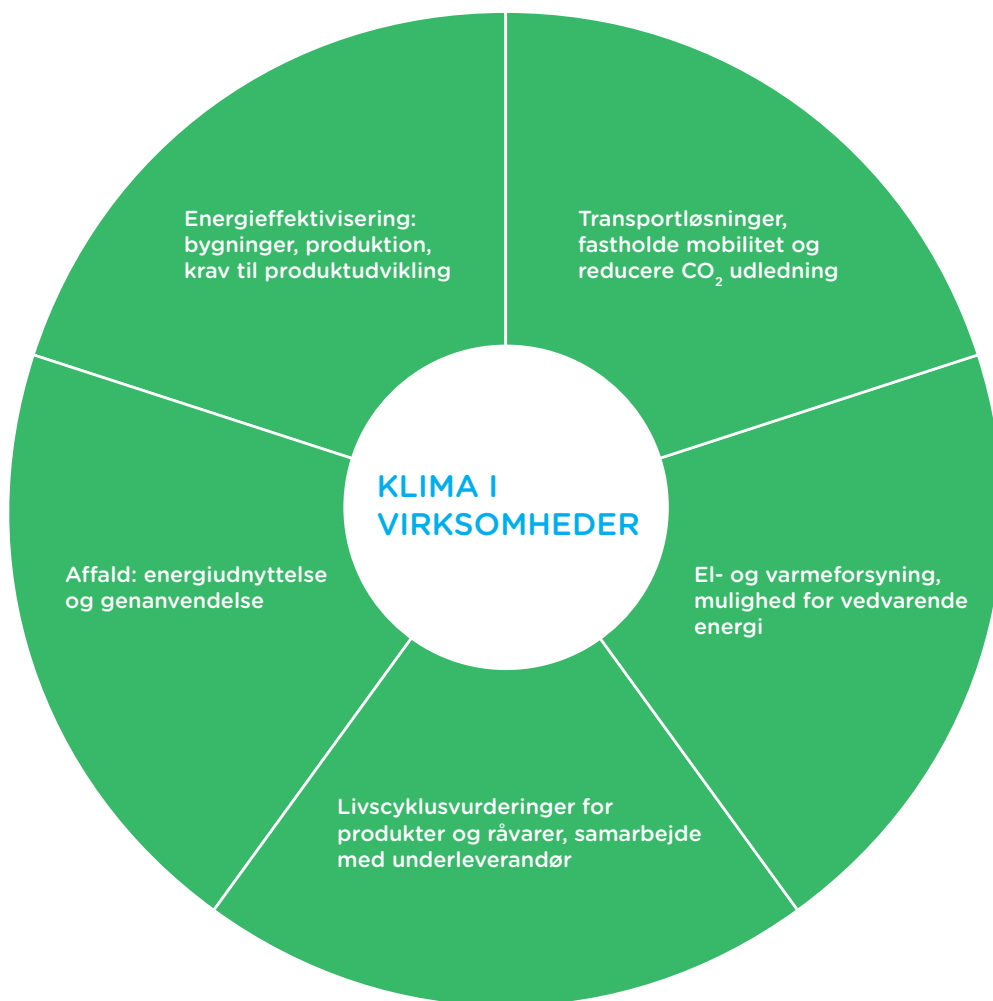 Energieffektivisering:
bygninger, produktion,
krav til produktudvikling
Transportløsninger,
fastholde mobilitet og
reducere CO₂ udledning
KLIMA I
VIRKSOMHEDER
Affald: energiudnyttelse
og genanvendelse
El- og varmeforsyning,
mulighed for vedvarende
energi
Livscyklusvurderinger for
produkter og råvarer, samarbejde
med underleverandør